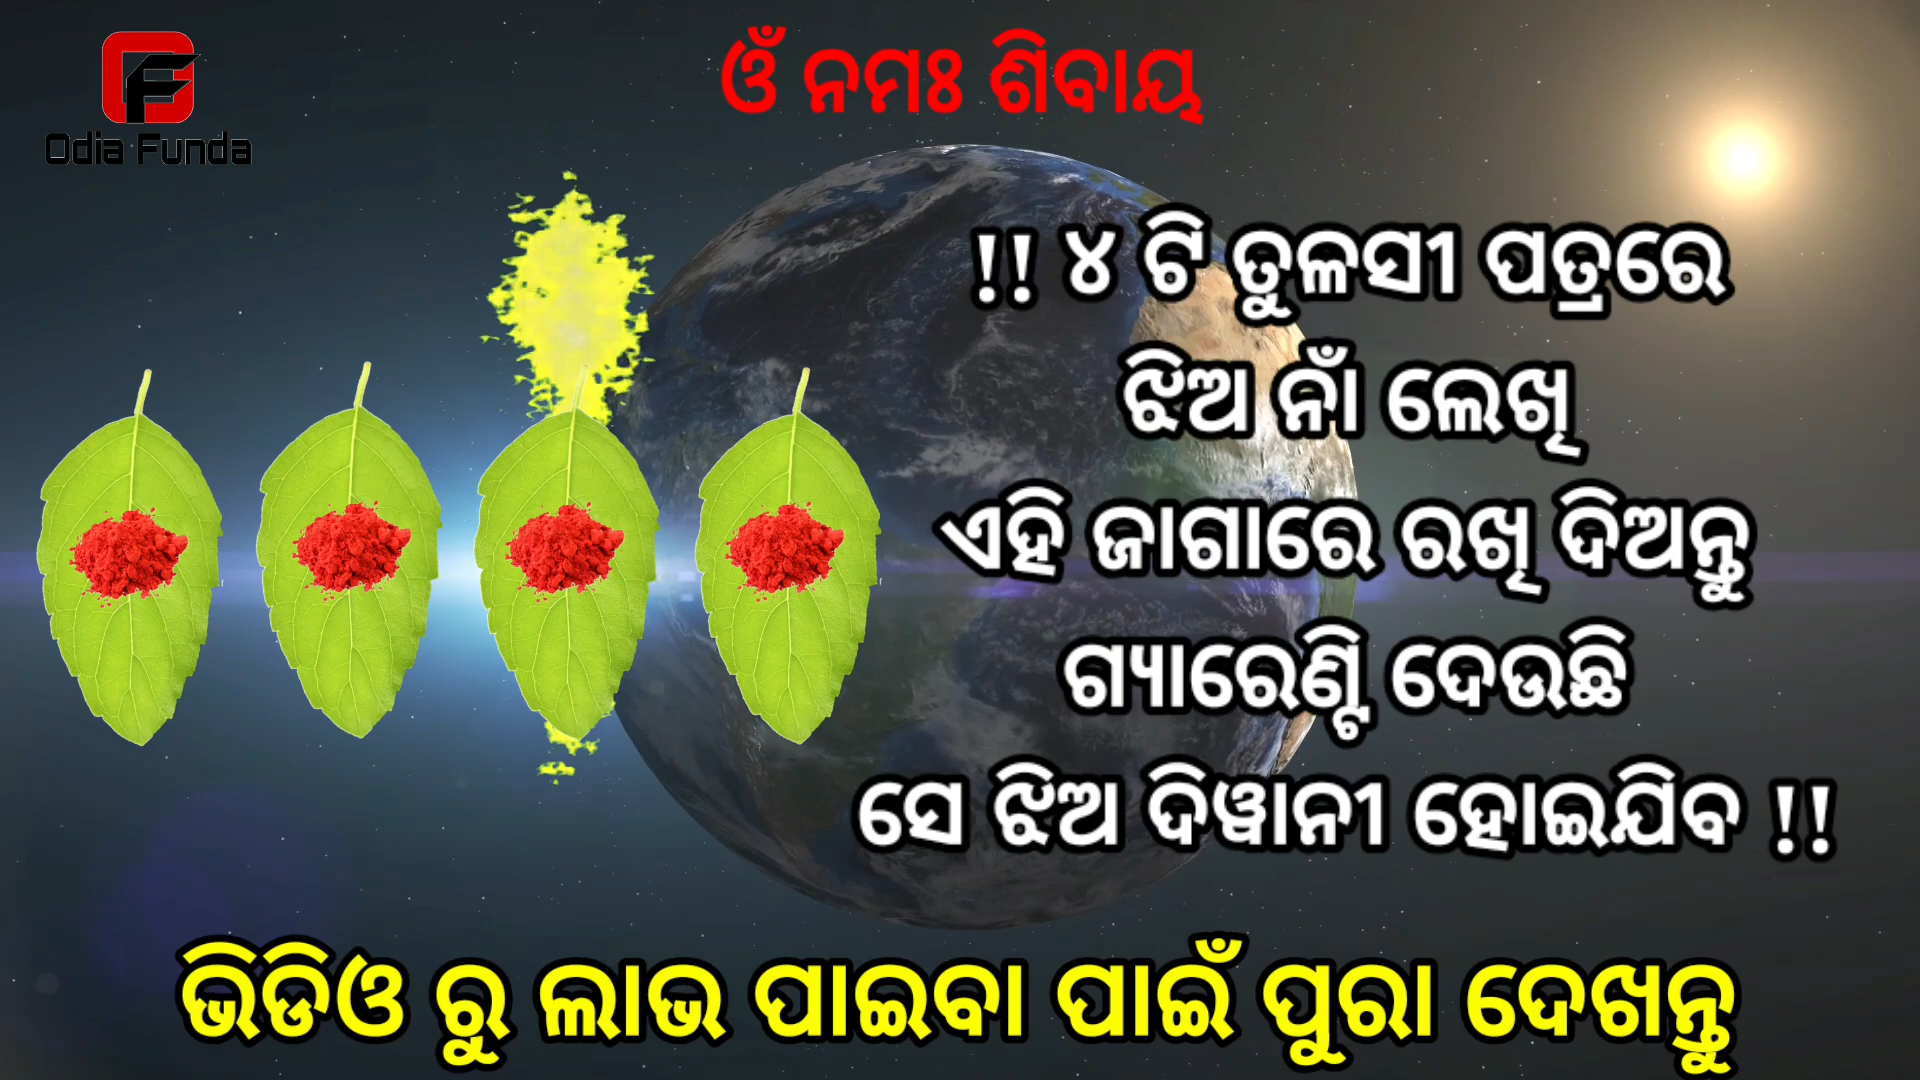 Odia Funda
ଓଁ ନମଃ ଶିବାୟ
!! ୪ ଟି ତୁଳସୀ ପତ୍ରରେ
ଝିଅ ନାଁ ଲେଖି
ଏହି ଜାଗାରେ ରଖି ଦିଅନ୍ତୁ
ଗ୍ୟାରେଣ୍ଟି ଦେଉଛି
ସେ ଝିଅ ଦିୱାନୀ ହୋଇଯିବ !!
ଭିଡିଓ ରୁ ଲାଭ ପାଇବା ପାଇଁ ପୁରା ଦେଖନ୍ତୁ